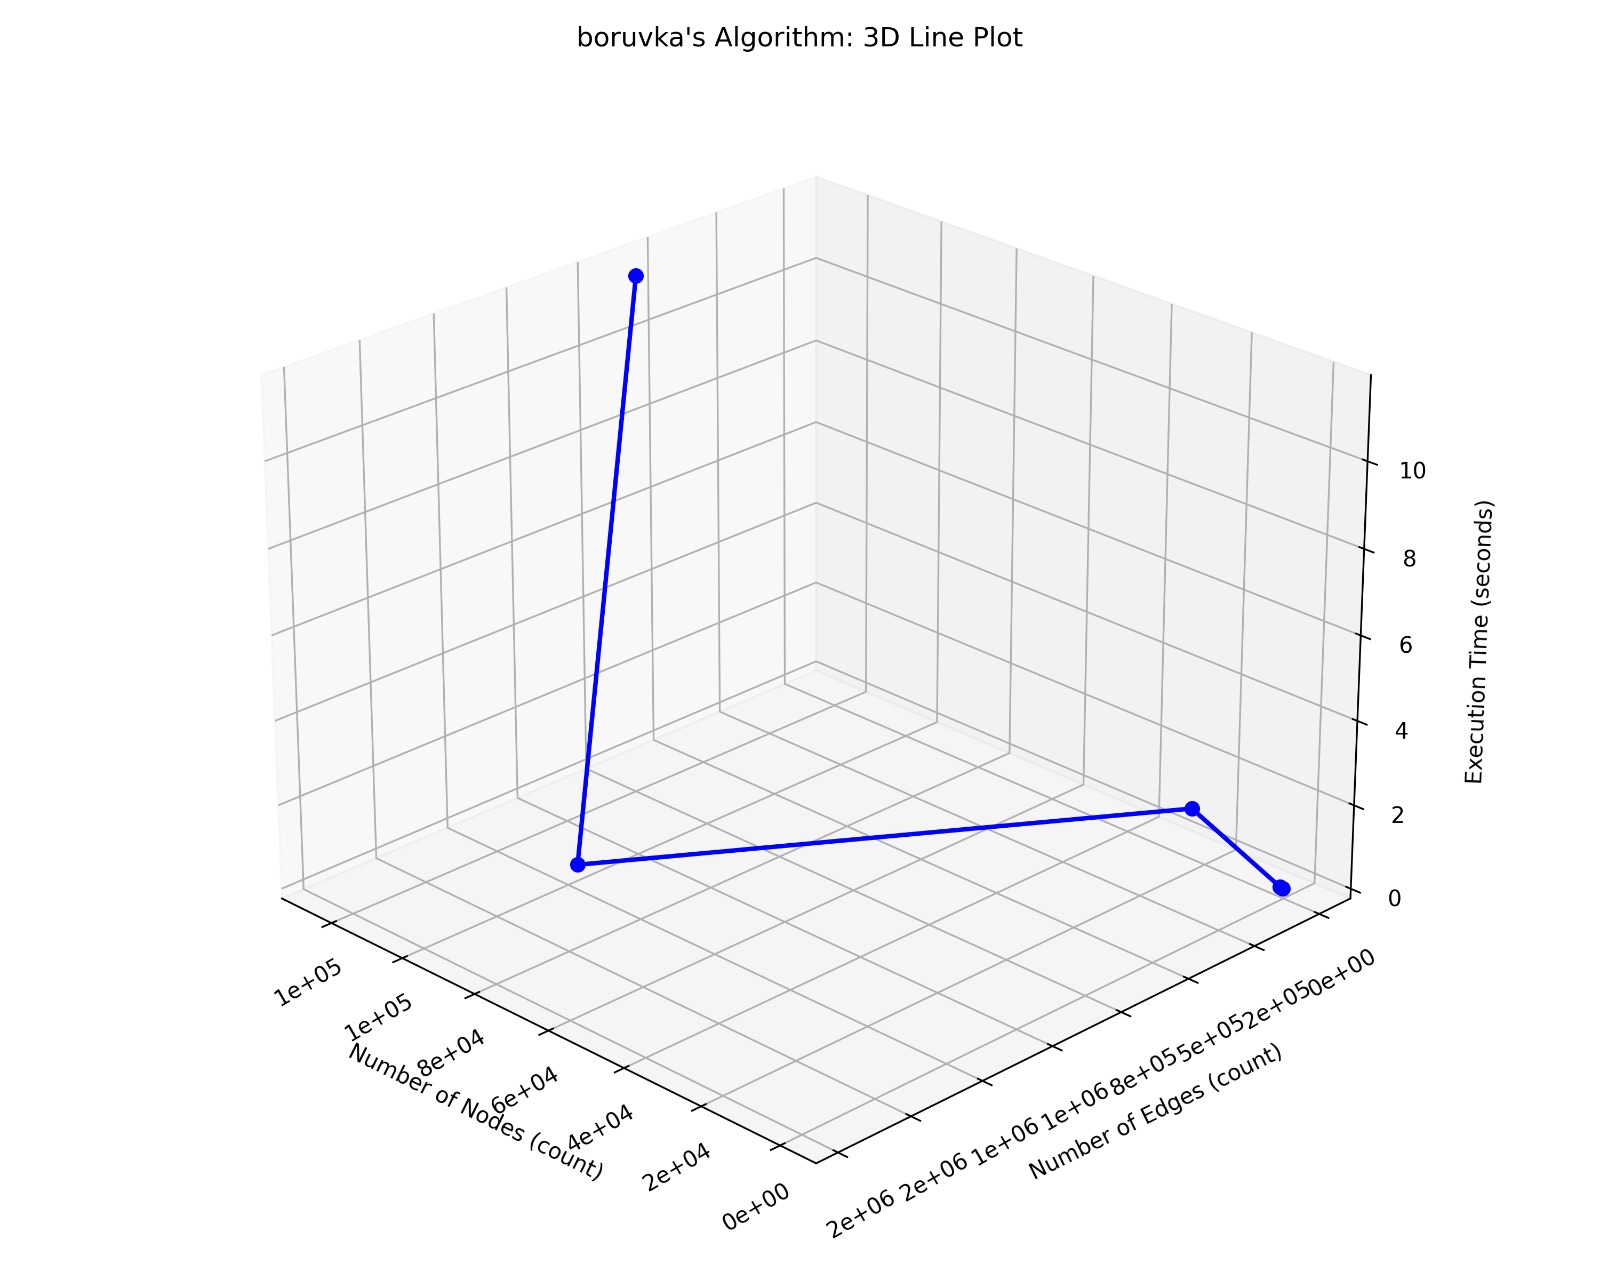 boruvka's Algorithm: 3D Line Plot
10
8
6
4
2
0
Execution Time (seconds)
1e+05
1e+05
8e+04
6e+04
4e+04
2e+04
0e+00
Number of Nodes (count)
2e+06
2e+06
1e+06
1e+06
8e+05
5e+05
2e+05
0e+00
Number of Edges (count)